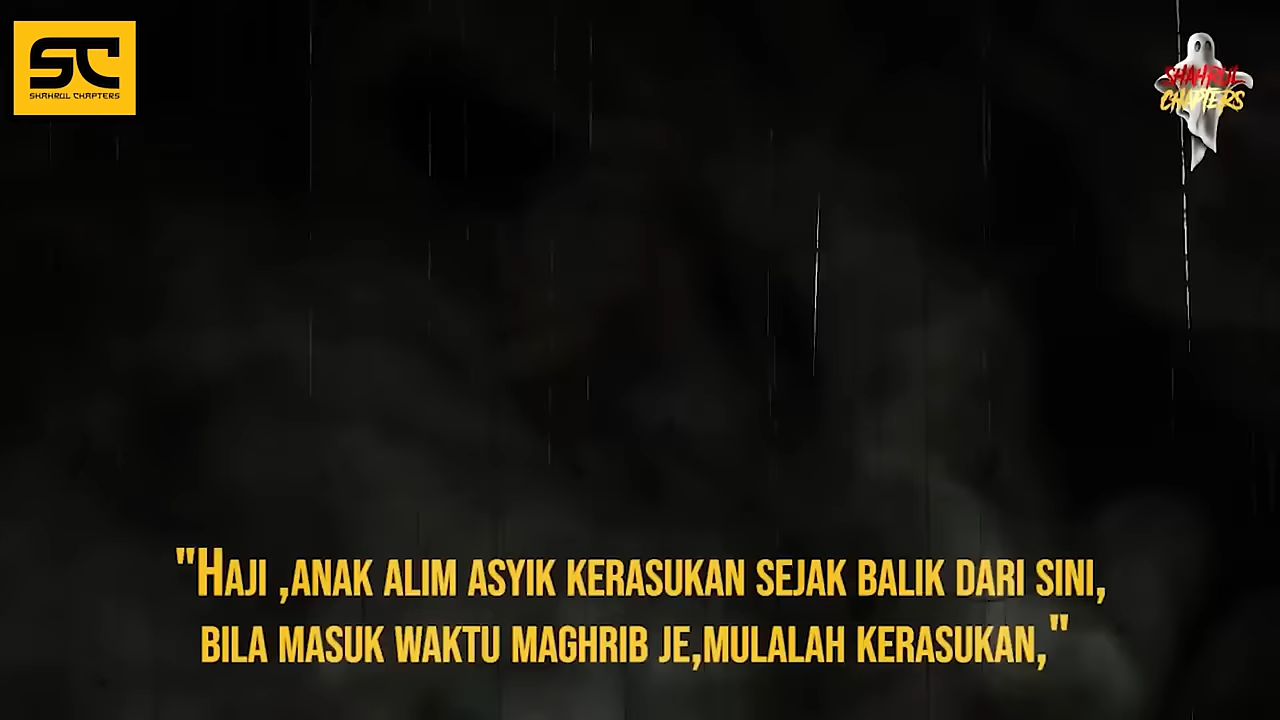 SC
SHAHRUL CHAPTERS
SHAHRUL
CHAPTERS
"HAJI ,ANAK ALIM ASYIK KERASUKAN SEJAK BALIK DARI SINI,
BILA MASUK WAKTU MAGHRIB JE,MULALAH KERASUKAN,"